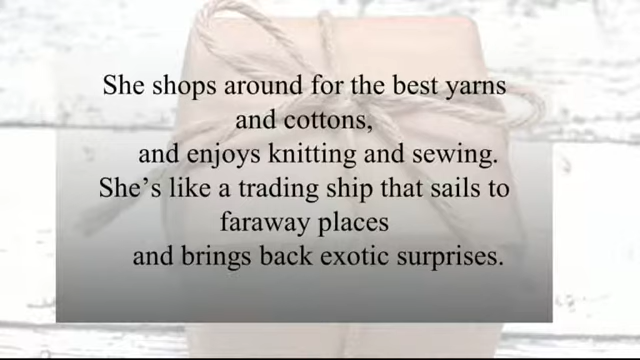 She shops around for the best yarns
and cottons,
and enjoys knitting and sewing.
She’s like a trading ship that sails to
faraway places
and brings back exotic surprises.